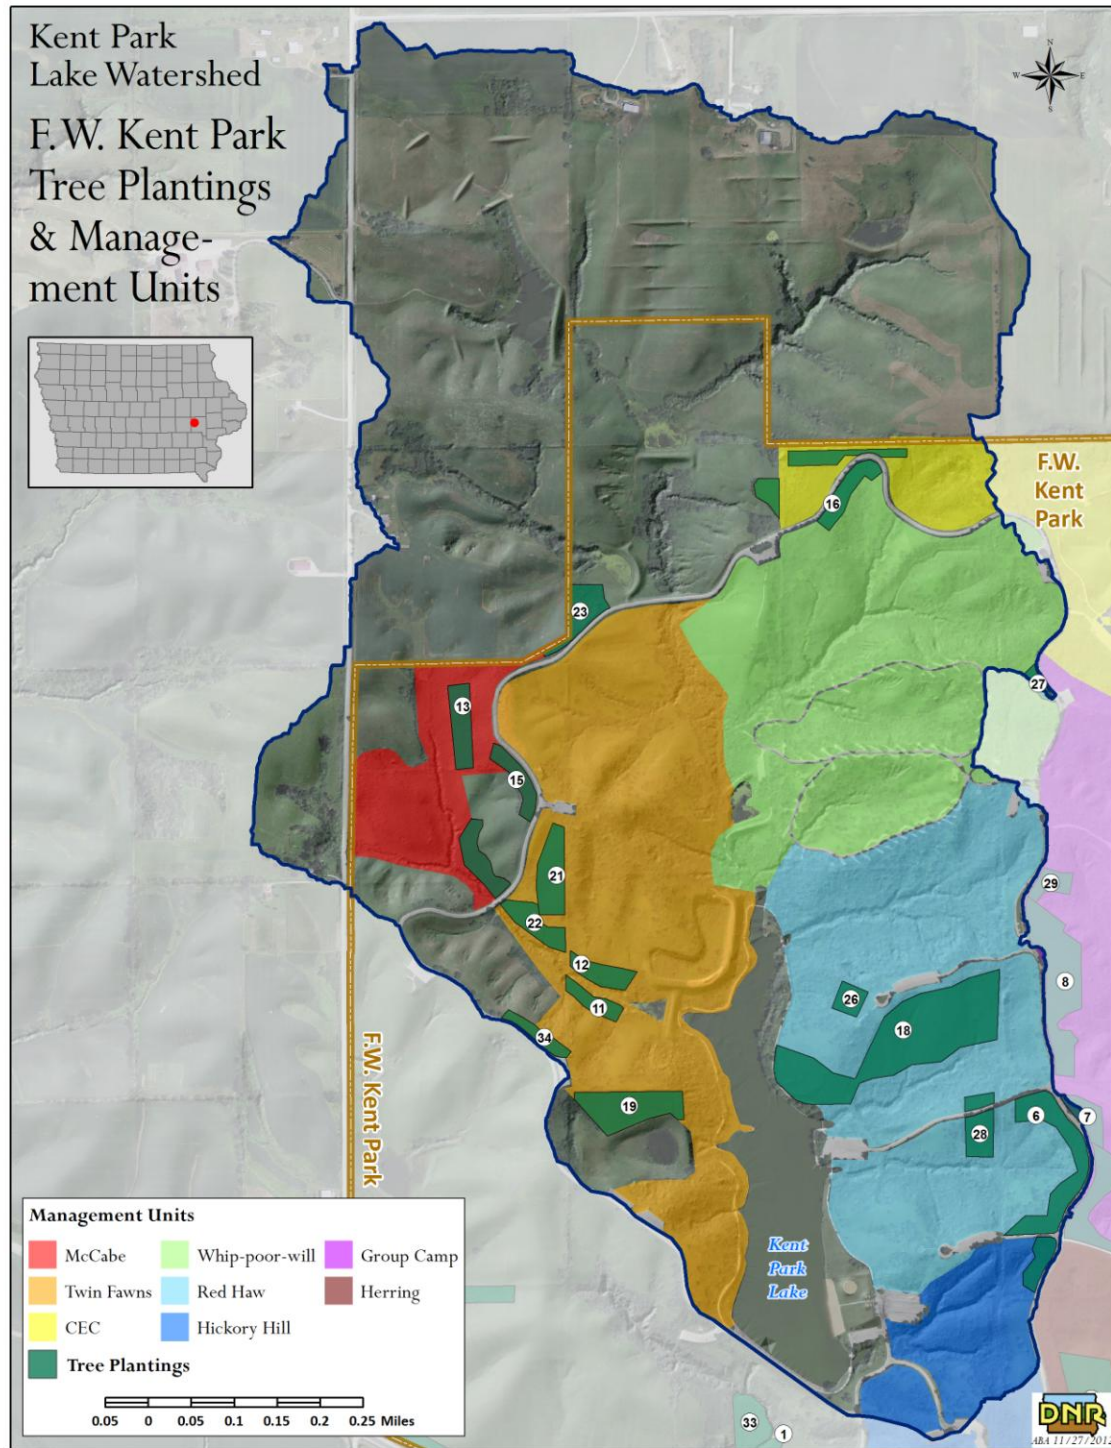 Kent Park
Lake Watershed
F.W. Kent Park
Tree Plantings
& Manage-
ment Units
N
W
E
S
F.W.
Kent
Park
16
23
27
13
15
21
29
22
12
8
26
11
18
34
F.W. Kent Park
19
6
7
28
Kent
Park
Lake
Management Units
McCabe
Whip-poor-will
Group Camp
Twin Fawns
Red Haw
Herring
CEC
Hickory Hill
Tree Plantings
0.05 0 0.05 0.1 0.15 0.2 0.25 Miles
33
1
DNR